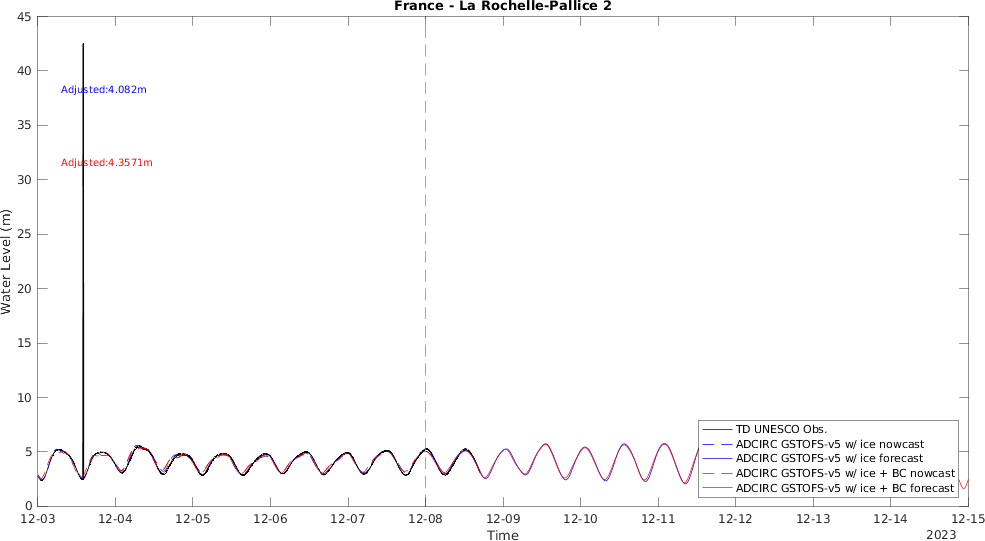 France - La Rochelle-Pallice 2
45
40
35
30
25
20
15
10
5
0
Water Level (m)
Adjusted:4.082m
Adjusted:4.3571m
TD UNESCO Obs.
ADCIRC GSTOFS-v5 w/ ice nowcast
ADCIRC GSTOFS-v5 w/ ice forecast
ADCIRC GSTOFS-v5 w/ ice + BC nowcast
ADCIRC GSTOFS-v5 w/ ice + BC forecast
12-03 12-04 12-05 12-06 12-07 12-08 12-09 12-10 12-11 12-12 12-13 12-14 12-15
Time
2023